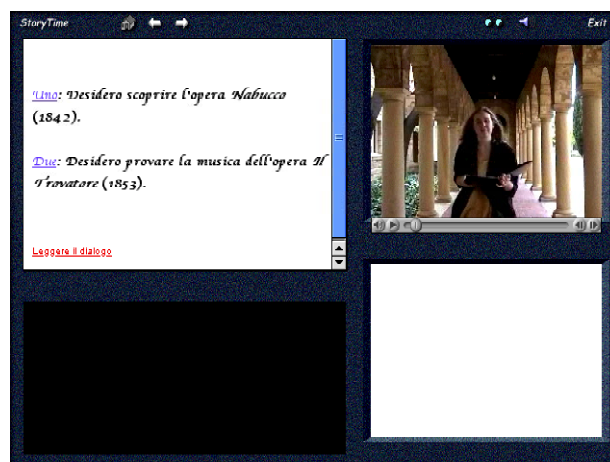 StoryTime
Exit
Uno: Desidero scoprire l'opera Nabucco
(1842).
Due: Desidero provare la musica dell'opera Il
Trovatore (1853).
Leggere il dialogo